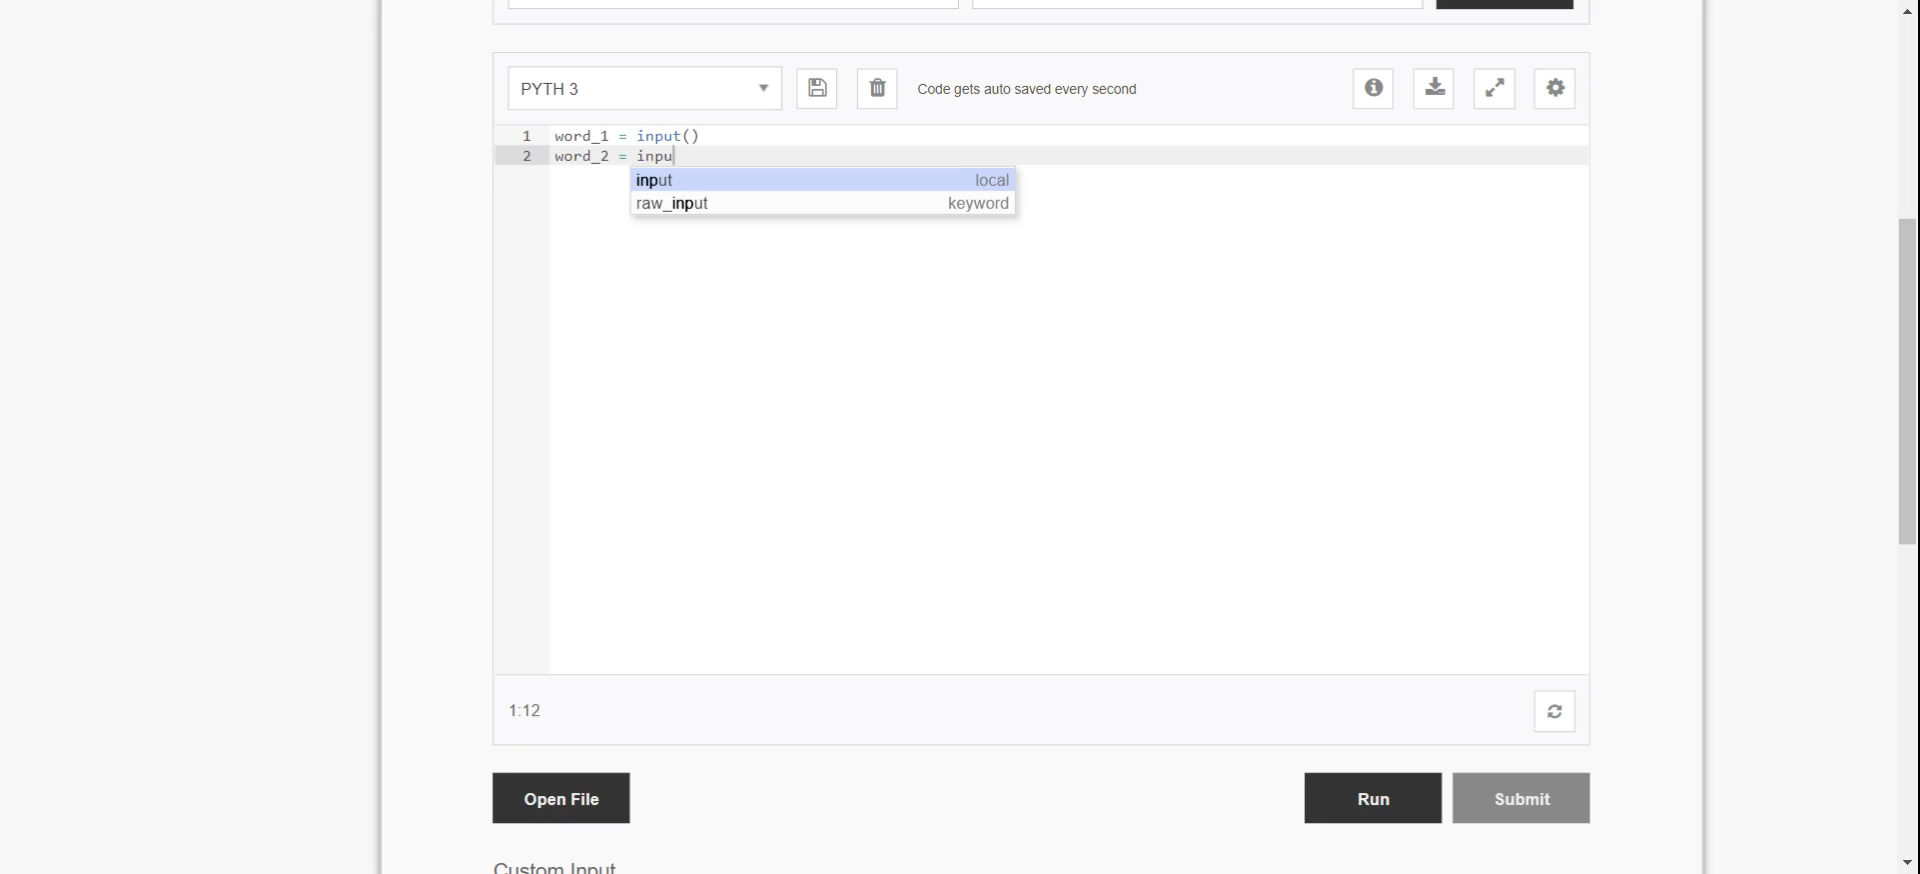 PYTH 3
Code gets auto saved every second
1 word_1 = input()
2 word_2 = inpu
input local
raw_input keyword
1:12
Open File
Run
Submit
Custom Input